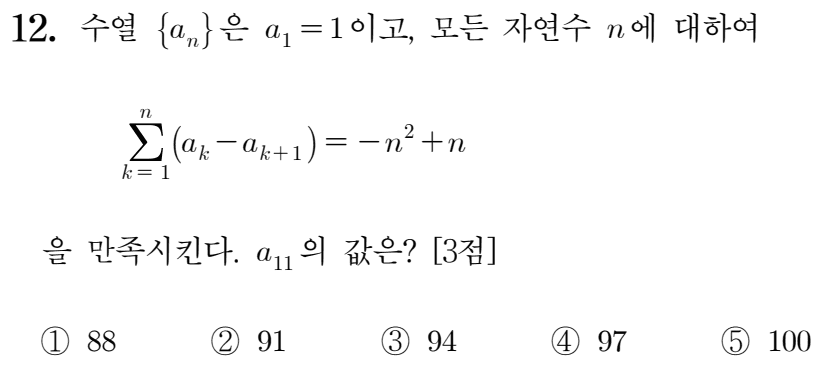 12. 수열 {aₙ}은 a₁ = 1이고, 모든 자연수 n에 대하여
∑ₖ₌₁ⁿ (aₖ − aₖ₊₁) = −n² + n
을 만족시킨다. a₁₁의 값은? [3점]
① 88 ② 91 ③ 94 ④ 97 ⑤ 100